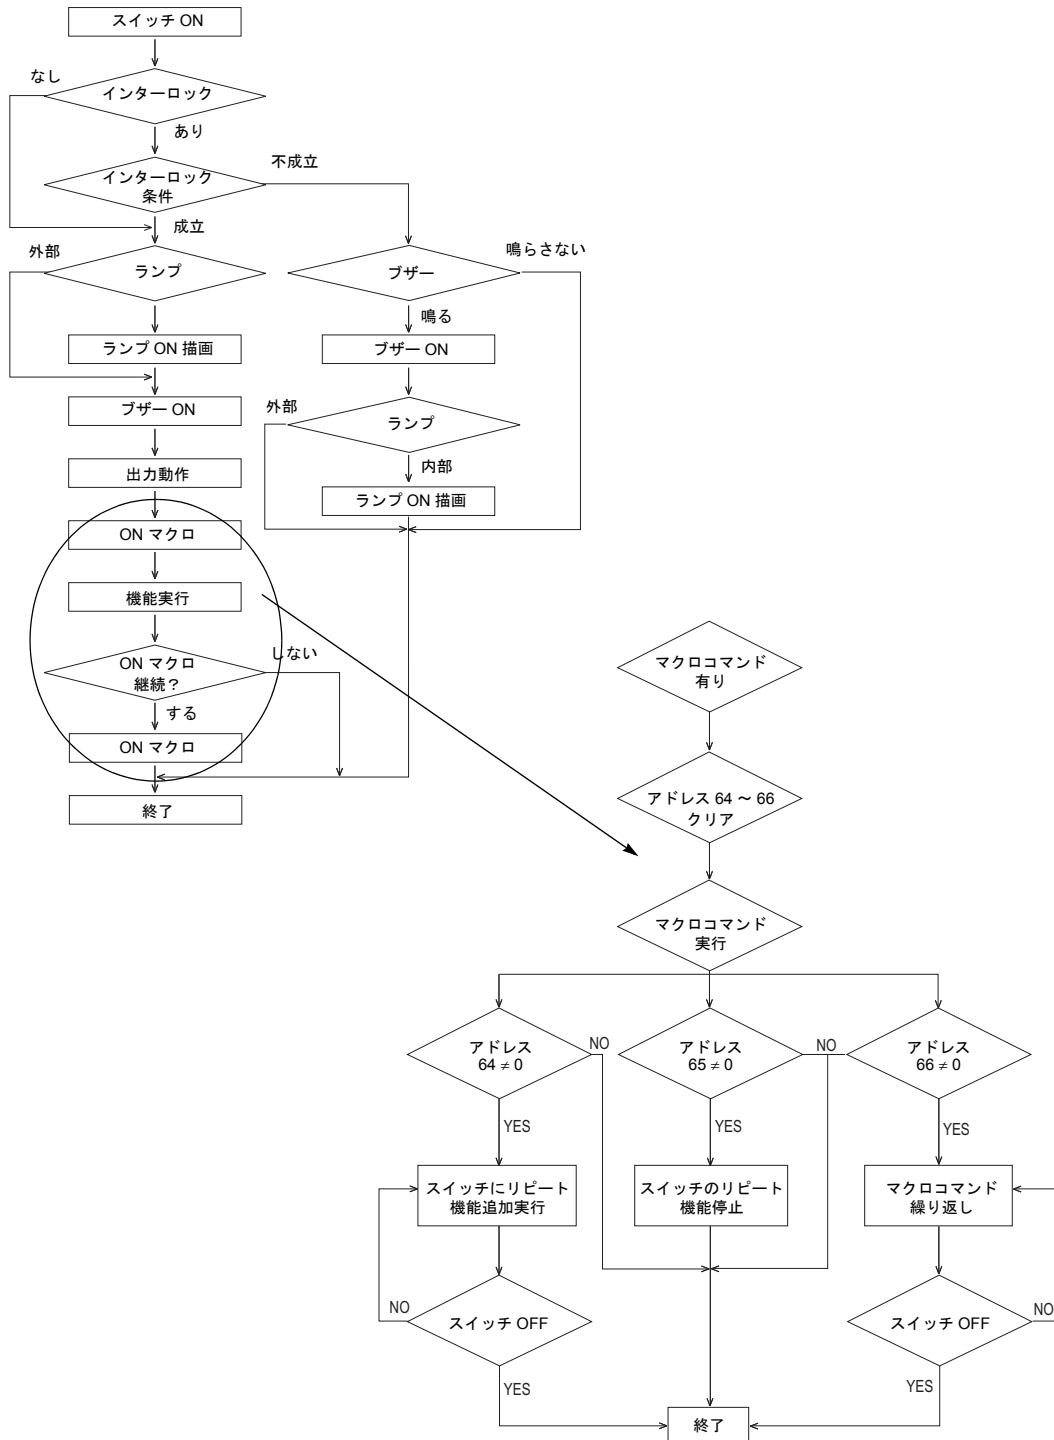 スイッチ ON
なし
インターロック
あり
不成立
インターロック
条件
成立
外部
ランプ
ブザー
鳴らさない
鳴る
ランプ ON 描画
ブザー ON
ブザー ON
外部
ランプ
内部
出力動作
ランプ ON 描画
ON マクロ
機能実行
しない
ON マクロ
継続？
する
ON マクロ
終了
マクロコマンド
有り
アドレス 64 ～ 66
クリア
マクロコマンド
実行
アドレス
64 ≠ 0
NO
アドレス
65 ≠ 0
NO
アドレス
66 ≠ 0
YES
YES
YES
スイッチにリピート
機能追加実行
スイッチのリピート
機能停止
マクロコマンド
繰り返し
NO
スイッチ OFF
スイッチ OFF
NO
YES
YES
終了